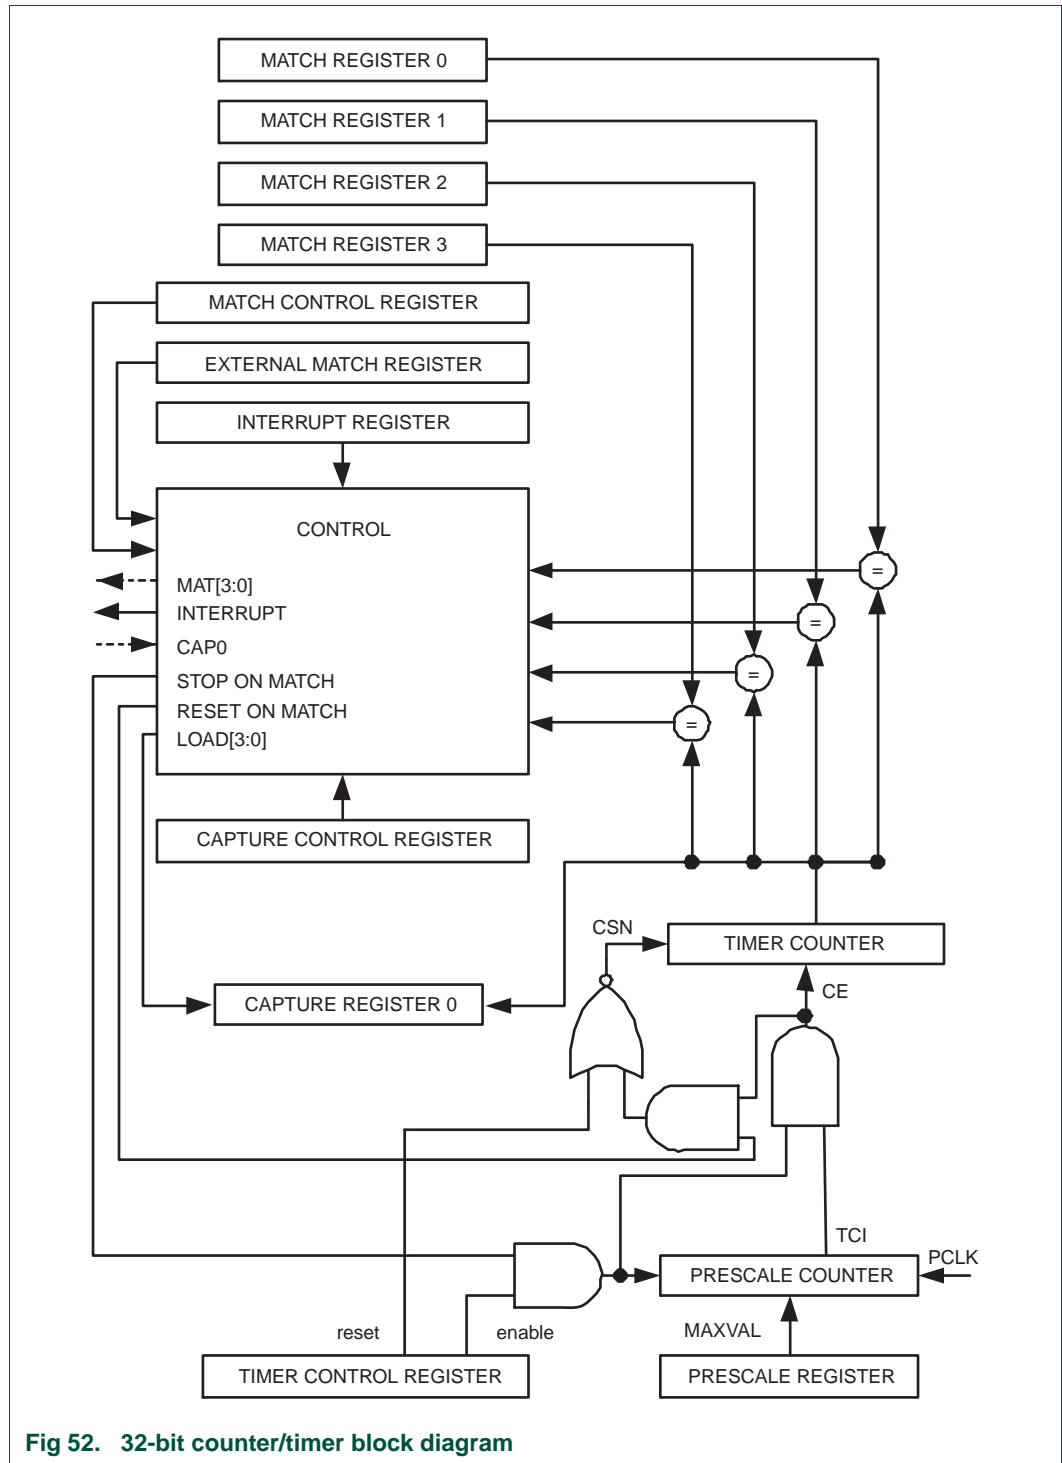 MATCH REGISTER 0
MATCH REGISTER 1
MATCH REGISTER 2
MATCH REGISTER 3
MATCH CONTROL REGISTER
EXTERNAL MATCH REGISTER
INTERRUPT REGISTER
CONTROL
=
MAT[3:0]
INTERRUPT
=
CAP0
STOP ON MATCH
=
RESET ON MATCH
=
LOAD[3:0]
CAPTURE CONTROL REGISTER
CSN
TIMER COUNTER
CE
CAPTURE REGISTER 0
TCI
PCLK
PRESCALE COUNTER
reset
enable
MAXVAL
TIMER CONTROL REGISTER
PRESCALE REGISTER
Fig 52. 32-bit counter/timer block diagram